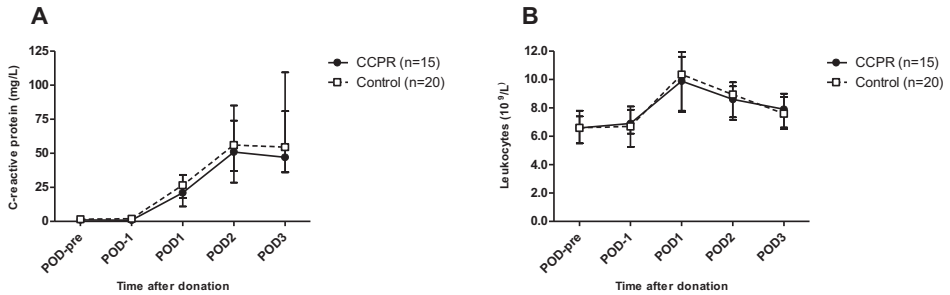 A
C-reactive protein (mg/L)
125
100
75
50
25
0
POD-pre
POD-1
POD1
POD2
POD3
Time after donation
CCPR (n=15)
Control (n=20)
B
Leukocytes (10 9/L)
12.0
10.0
8.0
6.0
4.0
2.0
0.0
POD-pre
POD-1
POD1
POD2
POD3
Time after donation
CCPR (n=15)
Control (n=20)